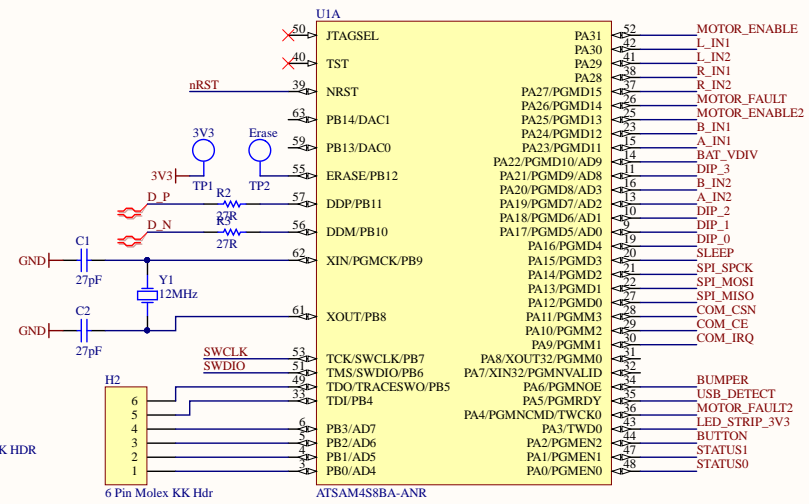 U1A
50 JTAGSEL
40 TST
nRST 39 NRST
63 PB14/DAC1
59 PB13/DAC0
3V3 Erase
3V3 TP1 TP2 55 ERASE/PB12
D_P R2 27R 57 DDP/PB11
D_N R3 27R 56 DDM/PB10
C1
GND 62 XIN/PGMCK/PB9
27pF
Y1
12MHz
C2
GND 61 XOUT/PB8
27pF
SWCLK 53 TCK/SWCLK/PB7
SWDIO 51 TMS/SWDIO/PB6
H2 49 TDO/TRACESWO/PB5
6 33 TDI/PB4
5
4 6 PB3/AD7
3 5 PB2/AD6
2 4 PB1/AD5
1 3 PB0/AD4
K HDR
6 Pin Molex KK Hdr
PA31 52 MOTOR_ENABLE
PA30 42 L_IN1
PA29 41 L_IN2
PA28 38 R_IN1
PA27/PGMD15 37 R_IN2
PA26/PGMD14 26 MOTOR_FAULT
PA25/PGMD13 25 MOTOR_ENABLE2
PA24/PGMD12 23 B_IN1
PA23/PGMD11 15 A_IN1
PA22/PGMD10/AD9 14 BAT_VDIV
PA21/PGMD9/AD8 11 DIP_3
PA20/PGMD8/AD3 16 B_IN2
PA19/PGMD7/AD2 13 A_IN2
PA18/PGMD6/AD1 10 DIP_2
PA17/PGMD5/AD0 9 DIP_1
PA16/PGMD4 19 DIP_0
PA15/PGMD3 20 SLEEP
PA14/PGMD2 21 SPI_SPCK
PA13/PGMD1 22 SPI_MOSI
PA12/PGMD0 27 SPI_MISO
PA11/PGMM3 28 COM_CSN
PA10/PGMM2 29 COM_CE
PA9/PGMM1 30 COM_IRQ
PA8/XOUT32/PGMM0 31
PA7/XIN32/PGMNVALID 32
PA6/PGMNOE 34 BUMPER
PA5/PGMRDY 35 USB_DETECT
PA4/PGMNCMD/TWCK0 36 MOTOR_FAULT2
PA3/TWD0 43 LED_STRIP_3V3
PA2/PGMEN2 44 BUTTON
PA1/PGMEN1 47 STATUS1
PA0/PGMEN0 48 STATUS0
ATSAM4S8BA-ANR